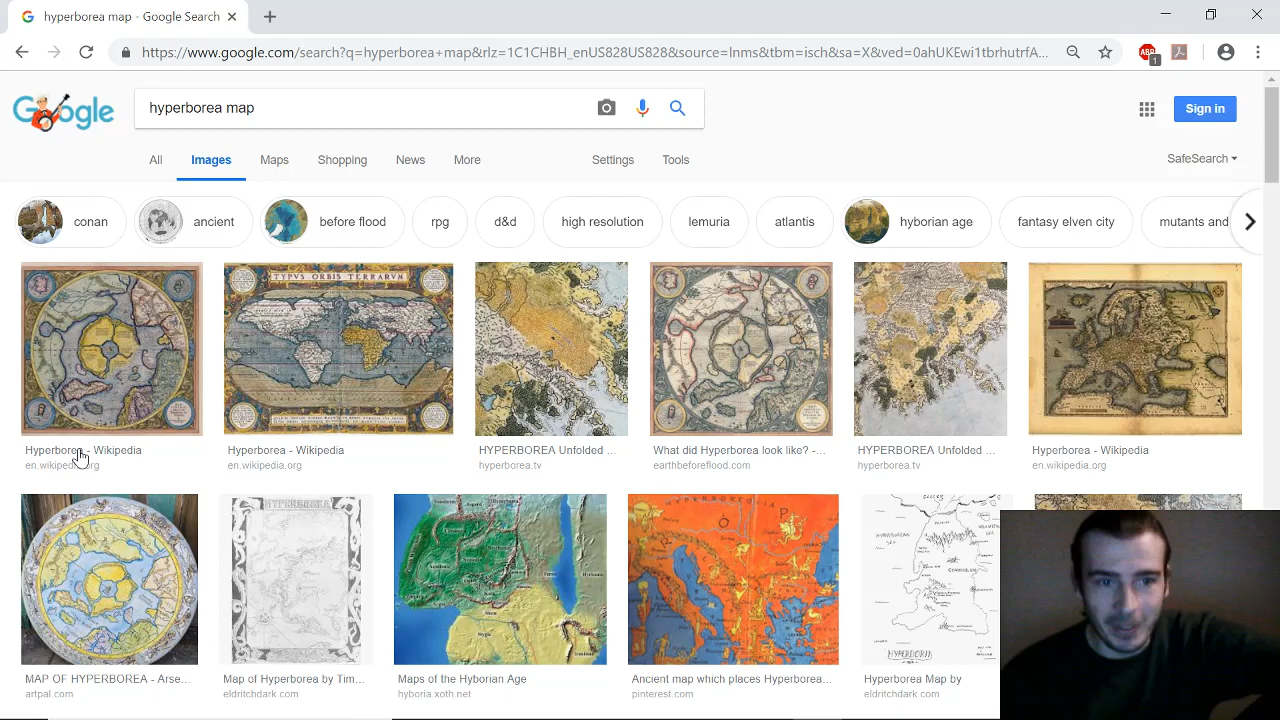 hyperborea map - Google Search
https://www.google.com/search?q=hyperborea+map&rlz=1C1CHBH_enUS828US828&source=lnms&tbm=isch&sa=X&ved=0ahUKEwi1tbrhutrfA...
ABP
1
Google
hyperborea map
Sign in
All Images Maps Shopping News More Settings Tools
SafeSearch
conan ancient before flood rpg d&d high resolution lemuria atlantis hyborian age fantasy elven city mutants and
TYPVS ORBIS TERRARVM
Hyperborea - Wikipedia
en.wikipedia.org
Hyperborea - Wikipedia
en.wikipedia.org
HYPERBOREA Unfolded ...
hyperborea.tv
What did Hyperborea look like? -...
earthbeforeflood.com
HYPERBOREA Unfolded ...
hyperborea.tv
Hyperborea - Wikipedia
en.wikipedia.org
MAP OF HYPERBOREA - Arse...
artpal.com
Map of Hyperborea by Tim...
eldritchdark.com
Maps of the Hyborian Age
hyboria xoth net
Ancient map which places Hyperborea...
pinterest.com
Hyperborea Map by
eldritchdark.com